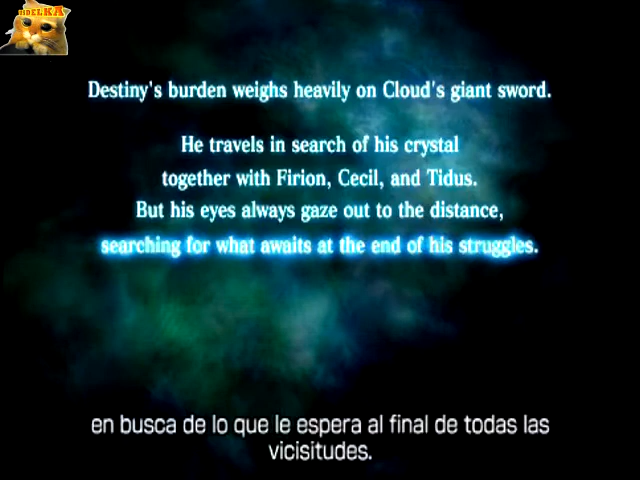 Destiny's burden weighs heavily on Cloud's giant sword.
He travels in search of his crystal
together with Firion, Cecil, and Tidus.
But his eyes always gaze out to the distance,
searching for what awaits at the end of his struggles.
en busca de lo que le espera al final de todas las
vicisitudes.